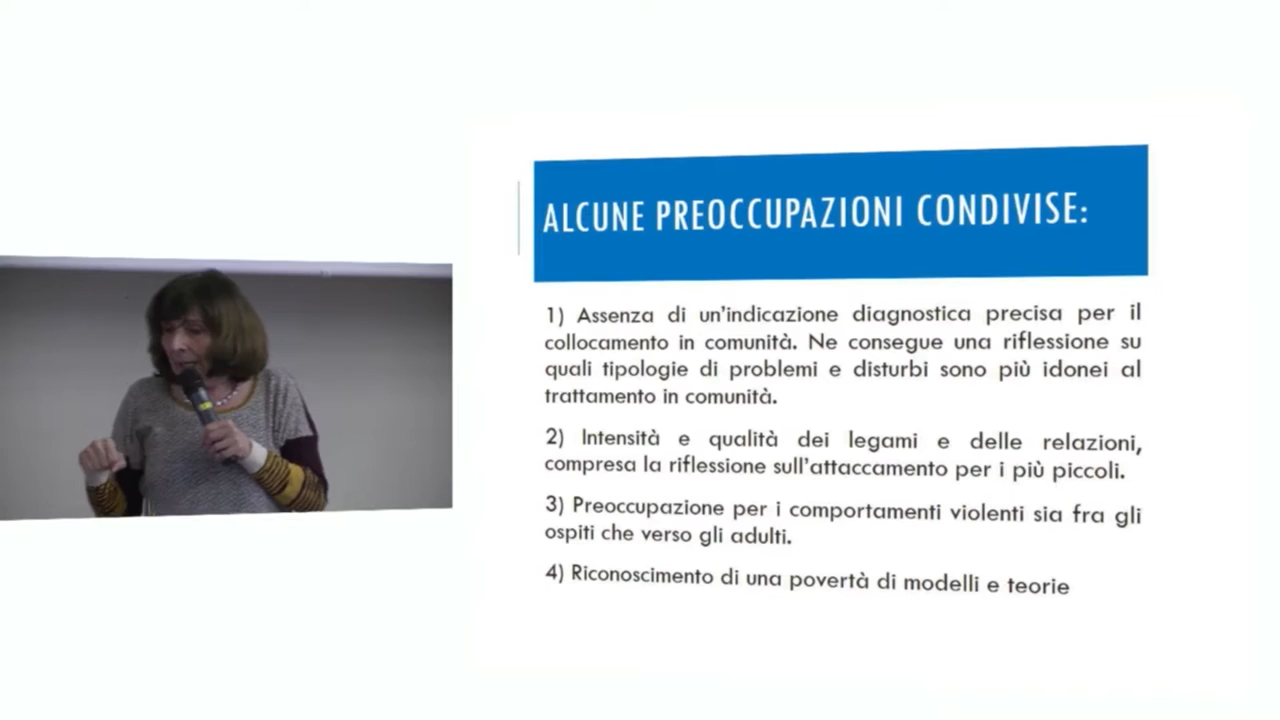 ALCUNE PREOCCUPAZIONI CONDIVISE:
1) Assenza di un'indicazione diagnostica precisa per il
collocamento in comunità. Ne consegue una riflessione su
quali tipologie di problemi e disturbi sono più idonei al
trattamento in comunità.
2) Intensità e qualità dei legami e delle relazioni,
compresa la riflessione sull'attaccamento per i più piccoli.
3) Preoccupazione per i comportamenti violenti sia fra gli
ospiti che verso gli adulti.
4) Riconoscimento di una povertà di modelli e teorie